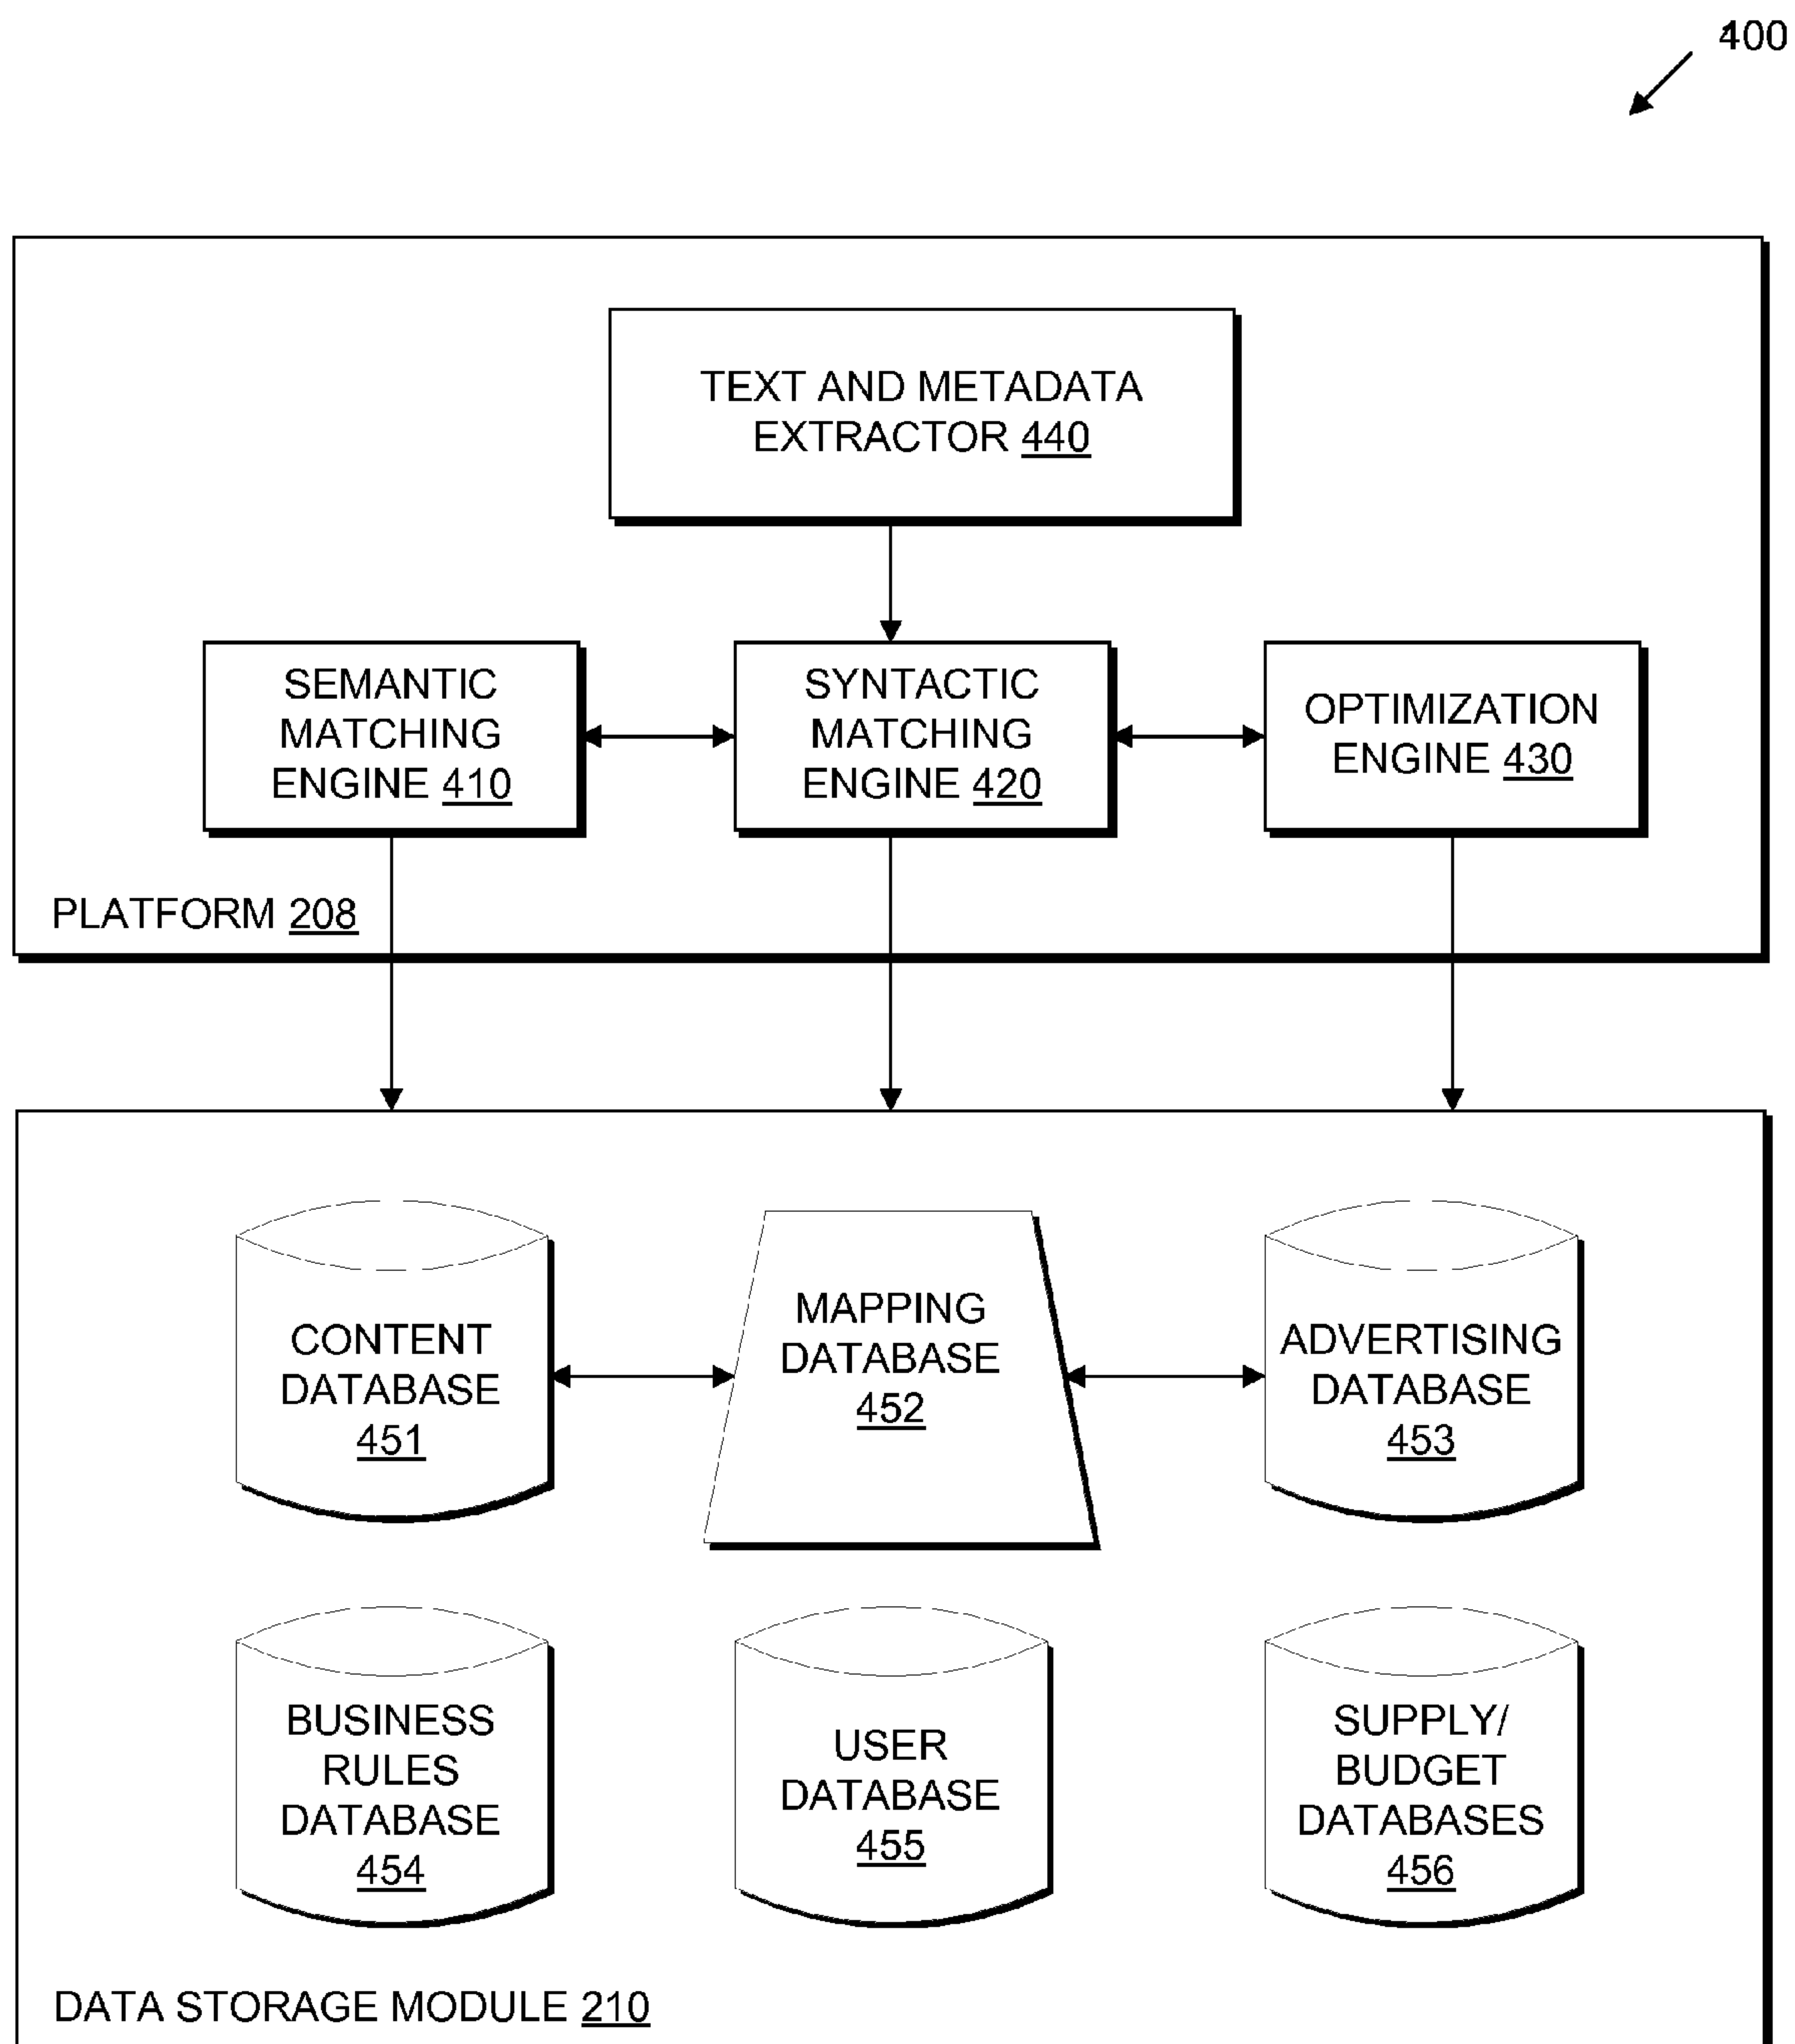 400
TEXT AND METADATA
EXTRACTOR 440
SEMANTIC
MATCHING
ENGINE 410
SYNTACTIC
MATCHING
ENGINE 420
OPTIMIZATION
ENGINE 430
PLATFORM 208
CONTENT
DATABASE
451
MAPPING
DATABASE
452
ADVERTISING
DATABASE
453
BUSINESS
RULES
DATABASE
454
USER
DATABASE
455
SUPPLY/
BUDGET
DATABASES
456
DATA STORAGE MODULE 210